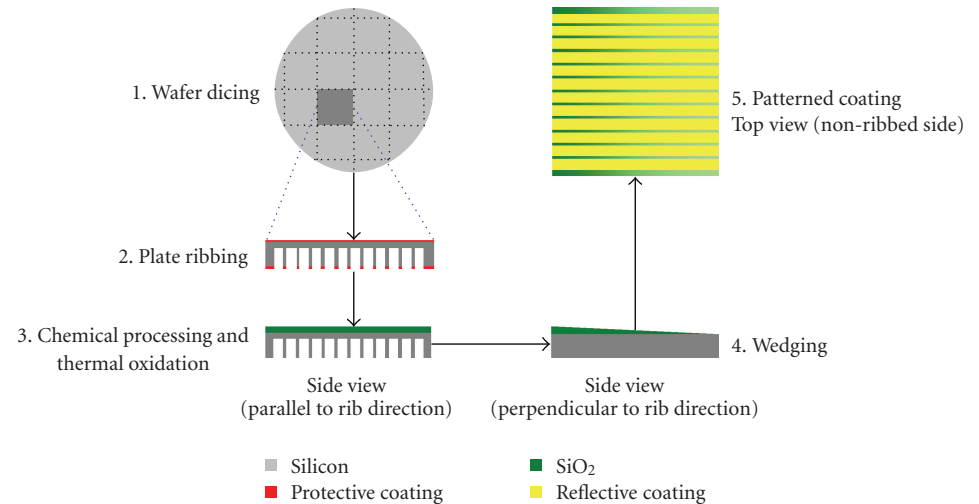 1. Wafer dicing
2. Plate ribbing
3. Chemical processing and
thermal oxidation
Side view
(parallel to rib direction)
4. Wedging
Side view
(perpendicular to rib direction)
5. Patterned coating
Top view (non-ribbed side)
Silicon
Protective coating
SiO₂
Reflective coating